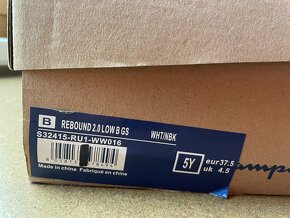 B REBOUND 2.0 LOW B GS
S32415-RU1-WW016 WHT/NBK
Made in china Fabriqué en china
5Y
eur 37.5
uk 4.5